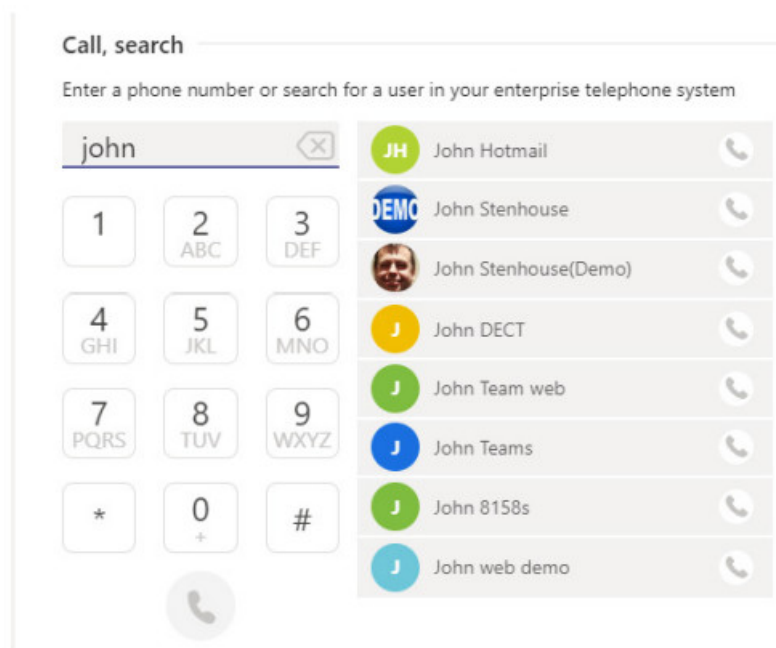 Call, search
Enter a phone number or search for a user in your enterprise telephone system
john
1 2 3
ABC DEF
4 5 6
GHI JKL MNO
7 8 9
PQRS TUV WXYZ
* 0 #
+
JH John Hotmail
DEMO John Stenhouse
John Stenhouse(Demo)
J John DECT
J John Team web
J John Teams
J John 8158s
J John web demo